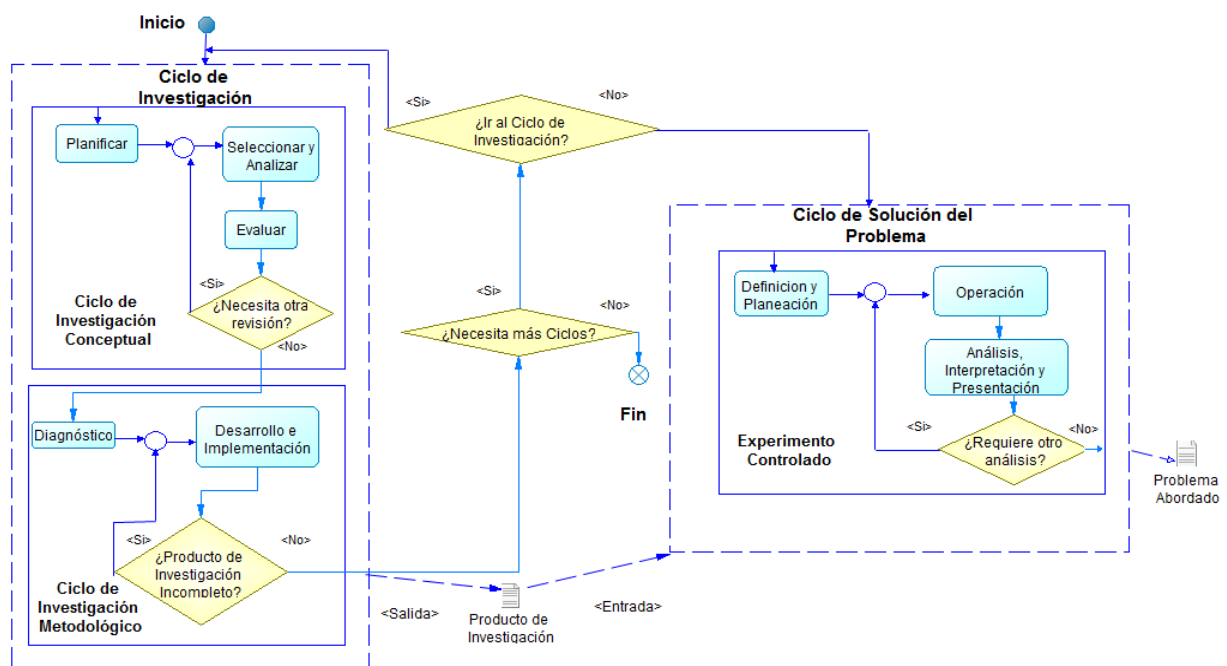 Inicio
Ciclo de
Investigación
Planificar
Seleccionar y
Analizar
Evaluar
<Si>
¿Necesita otra
revisión?
Ciclo de
Investigación
Conceptual
<No>
Diagnóstico
Desarrollo e
Implementación
<Si>
¿Producto de
Investigación
Incompleto?
<No>
Ciclo de
Investigación
Metodológico
<Si>
<No>
¿Ir al Ciclo de
Investigación?
<Si>
<No>
¿Necesita más Ciclos?
Fin
<Salida>
Producto de
Investigación
<Entrada>
Ciclo de Solución del
Problema
Definicion y
Planeación
Operación
Análisis,
Interpretación y
Presentación
<Si>
¿Requiere otro
análisis?
<No>
Experimento
Controlado
Problema
Abordado